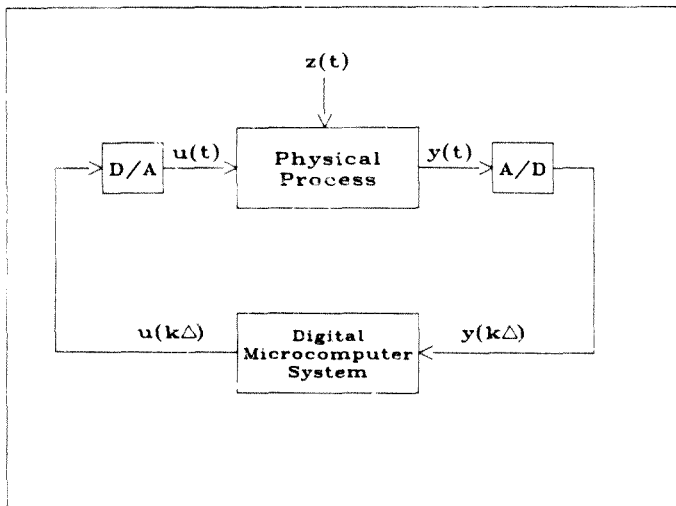 z(t)
D/A
u(t)
Physical
Process
y(t)
A/D
u(kΔ)
Digital
Microcomputer
System
y(kΔ)